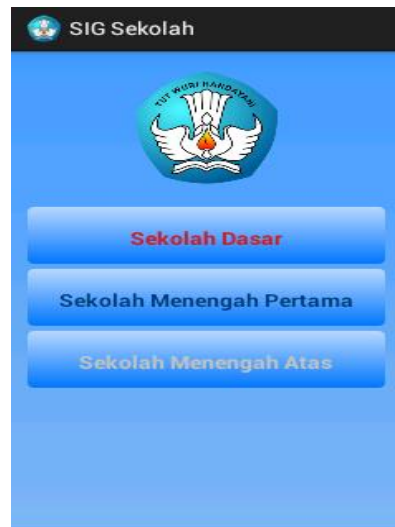 SIG Sekolah
TUT WURI HANDAYANI
Sekolah Dasar
Sekolah Menengah Pertama
Sekolah Menengah Atas